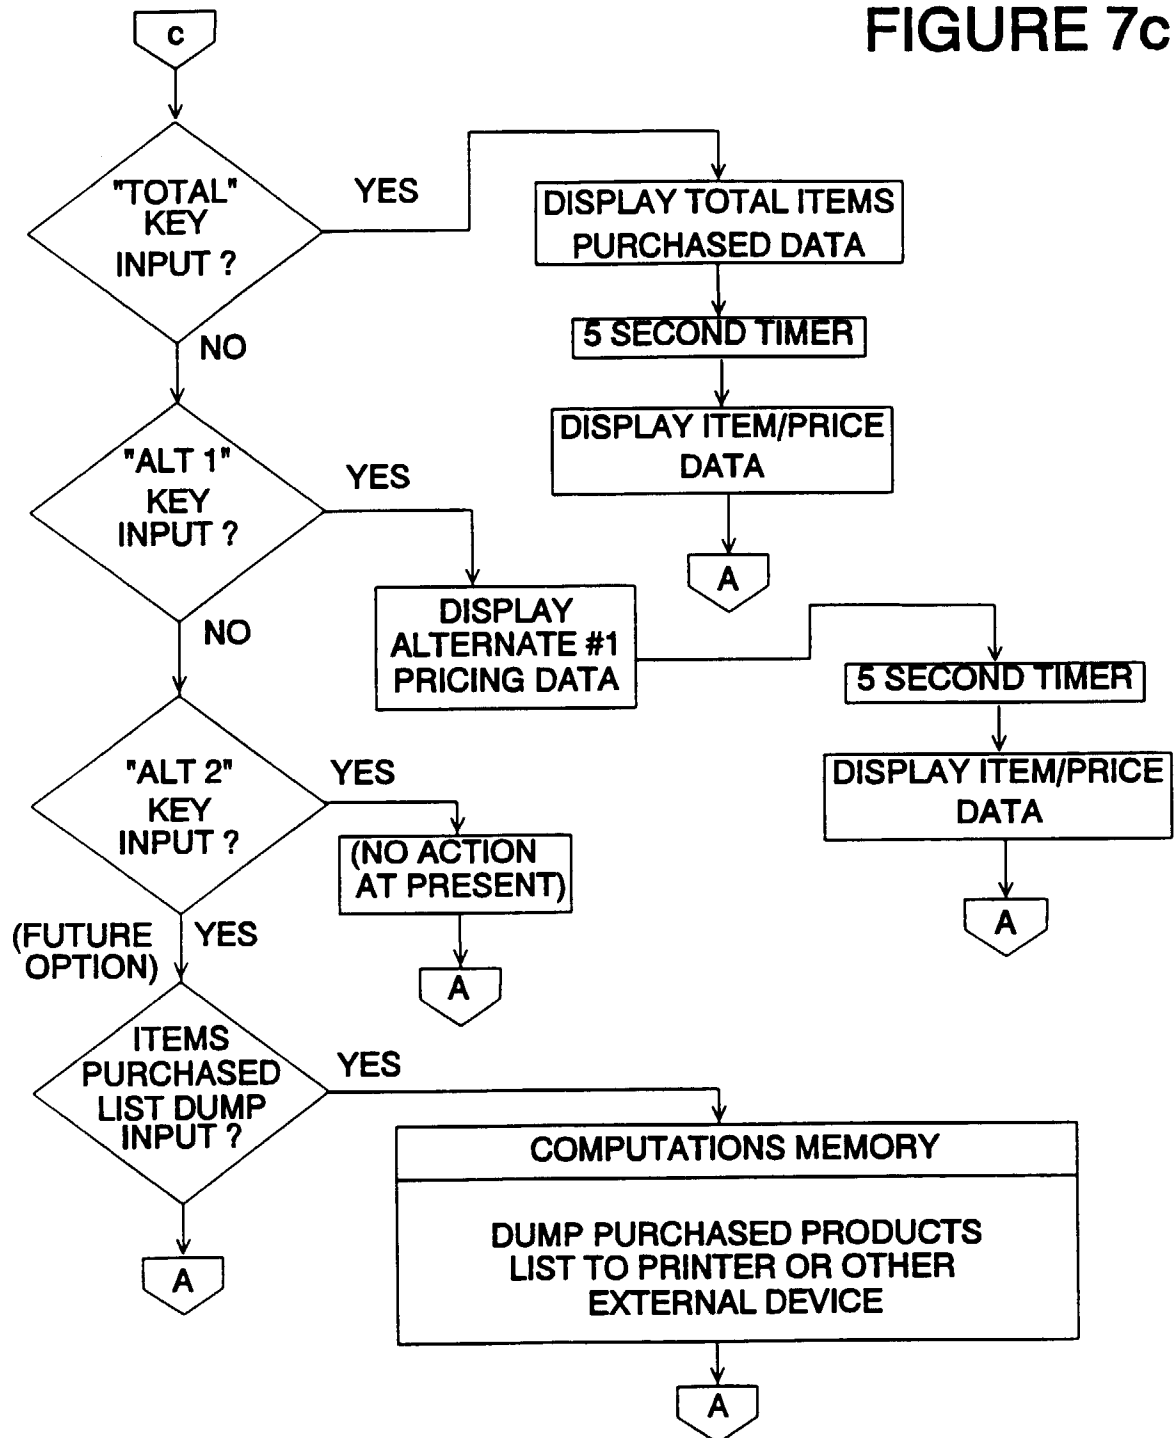 FIGURE 7c
c
"TOTAL"
KEY
INPUT ?
YES
DISPLAY TOTAL ITEMS
PURCHASED DATA
NO
5 SECOND TIMER
DISPLAY ITEM/PRICE
DATA
A
"ALT 1"
KEY
INPUT ?
YES
NO
DISPLAY
ALTERNATE #1
PRICING DATA
5 SECOND TIMER
DISPLAY ITEM/PRICE
DATA
A
"ALT 2"
KEY
INPUT ?
YES
(NO ACTION
AT PRESENT)
A
(FUTURE
OPTION)
YES
ITEMS
PURCHASED
LIST DUMP
INPUT ?
YES
A
COMPUTATIONS MEMORY
DUMP PURCHASED PRODUCTS
LIST TO PRINTER OR OTHER
EXTERNAL DEVICE
A